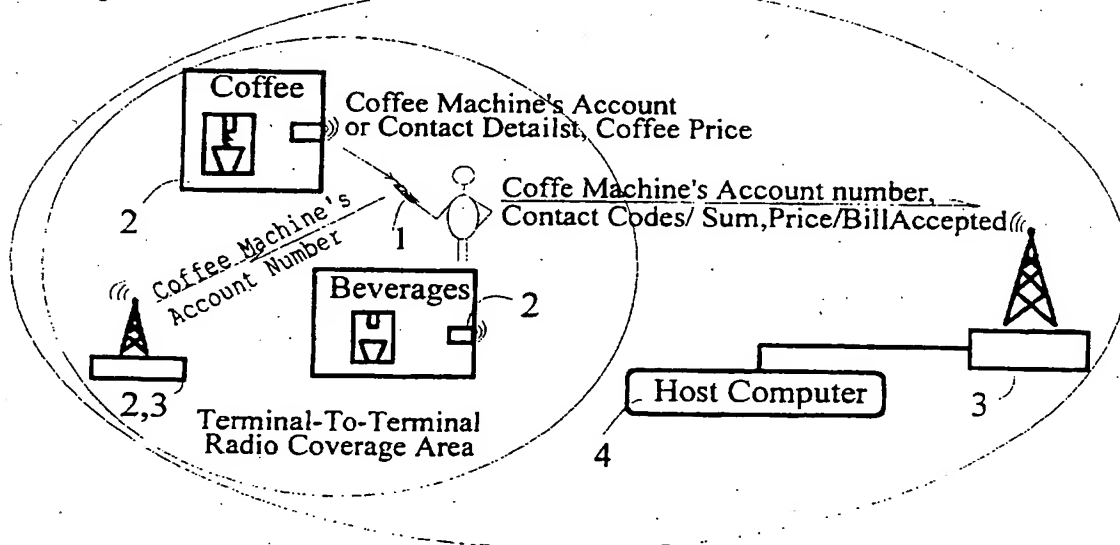 Coffee
Coffee Machine's Account
or Contact Detailst, Coffee Price
2
1
Coffe Machine's Account number,
Contact Codes/ Sum,Price/BillAccepted
Coffee Machine's
Account Number
Beverages
2
2,3
Terminal-To-Terminal
Radio Coverage Area
Host Computer
4
3